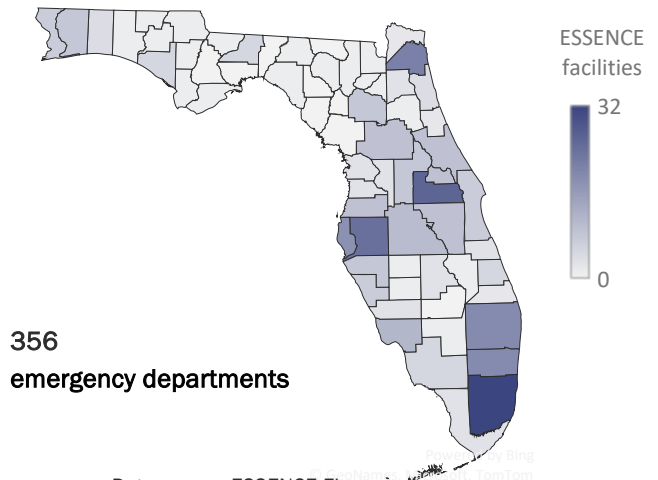 ESSENCE
facilities
32
0
356
emergency departments
Powered by Bing
© GeoNames, Microsoft, TomTom